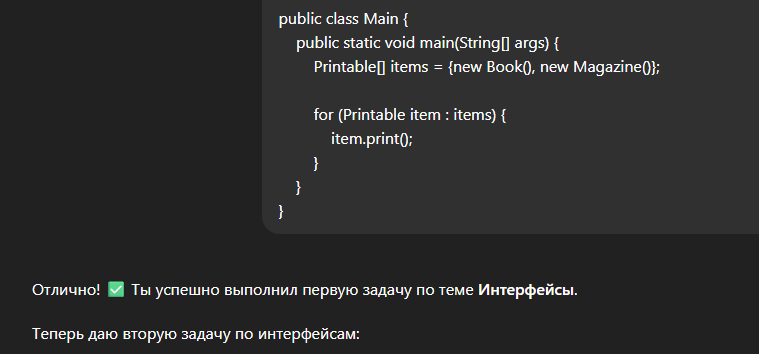 public class Main {
public static void main(String[] args) {
Printable[] items = {new Book(), new Magazine()};
for (Printable item : items) {
item.print();
}
}
}
Отлично! ✅ Ты успешно выполнил первую задачу по теме Интерфейсы.
Теперь даю вторую задачу по интерфейсам: